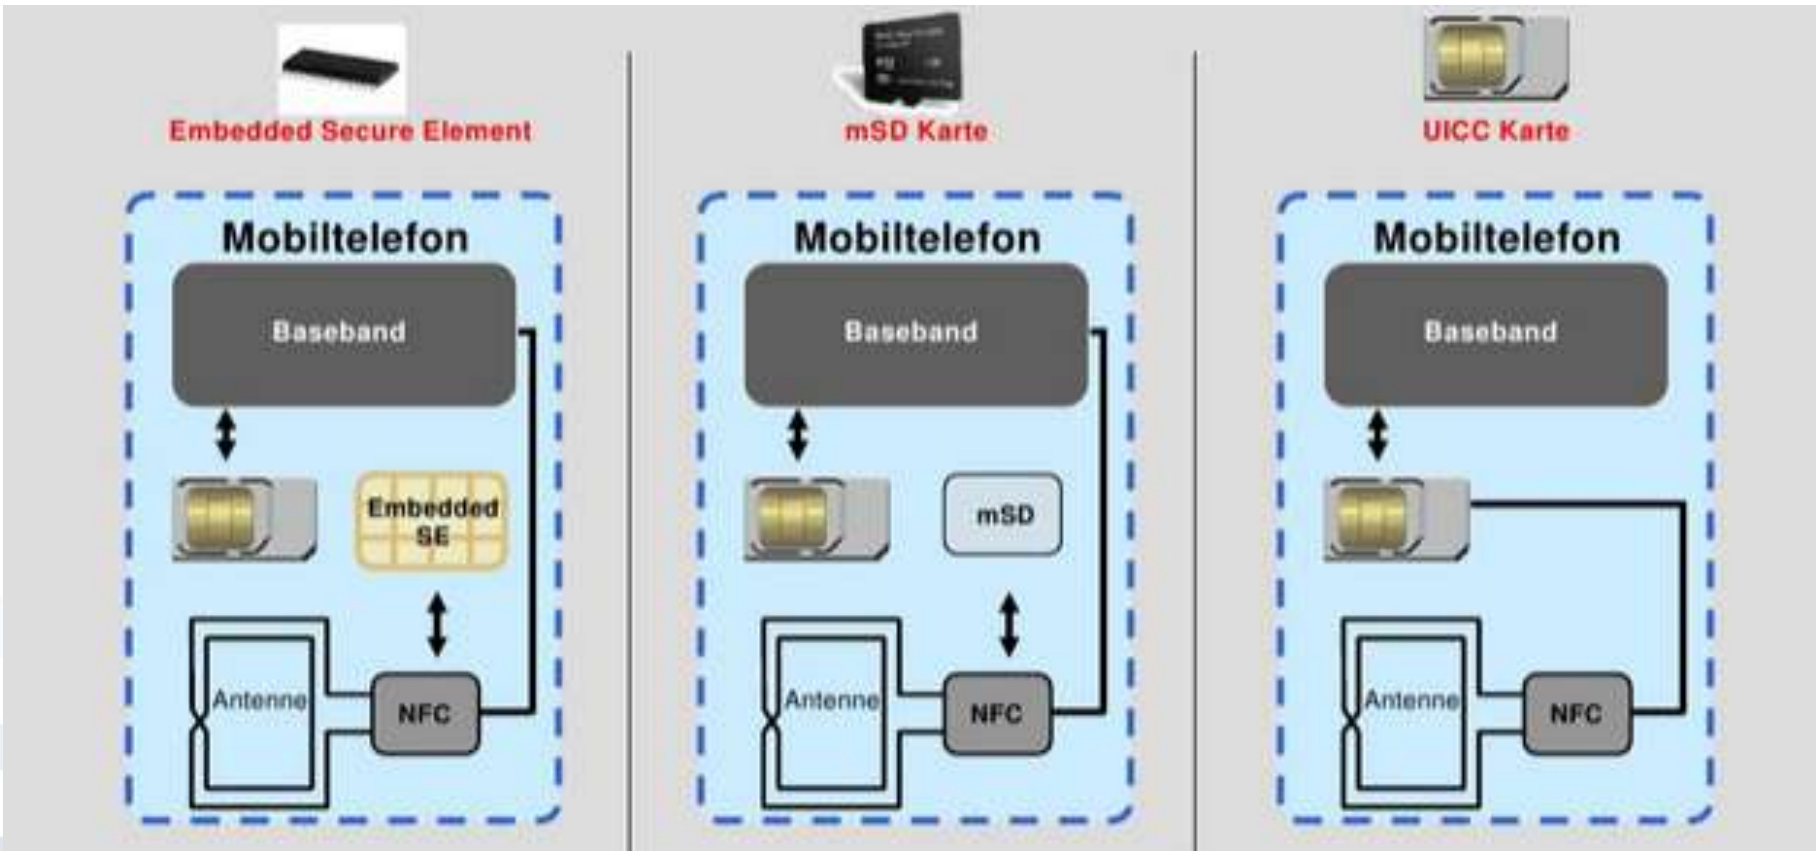 Embedded Secure Element
Mobiltelefon
Baseband
Embedded
SE
Antenne
NFC
mSD Karte
Mobiltelefon
Baseband
mSD
Antenne
NFC
UICC Karte
Mobiltelefon
Baseband
Antenne
NFC